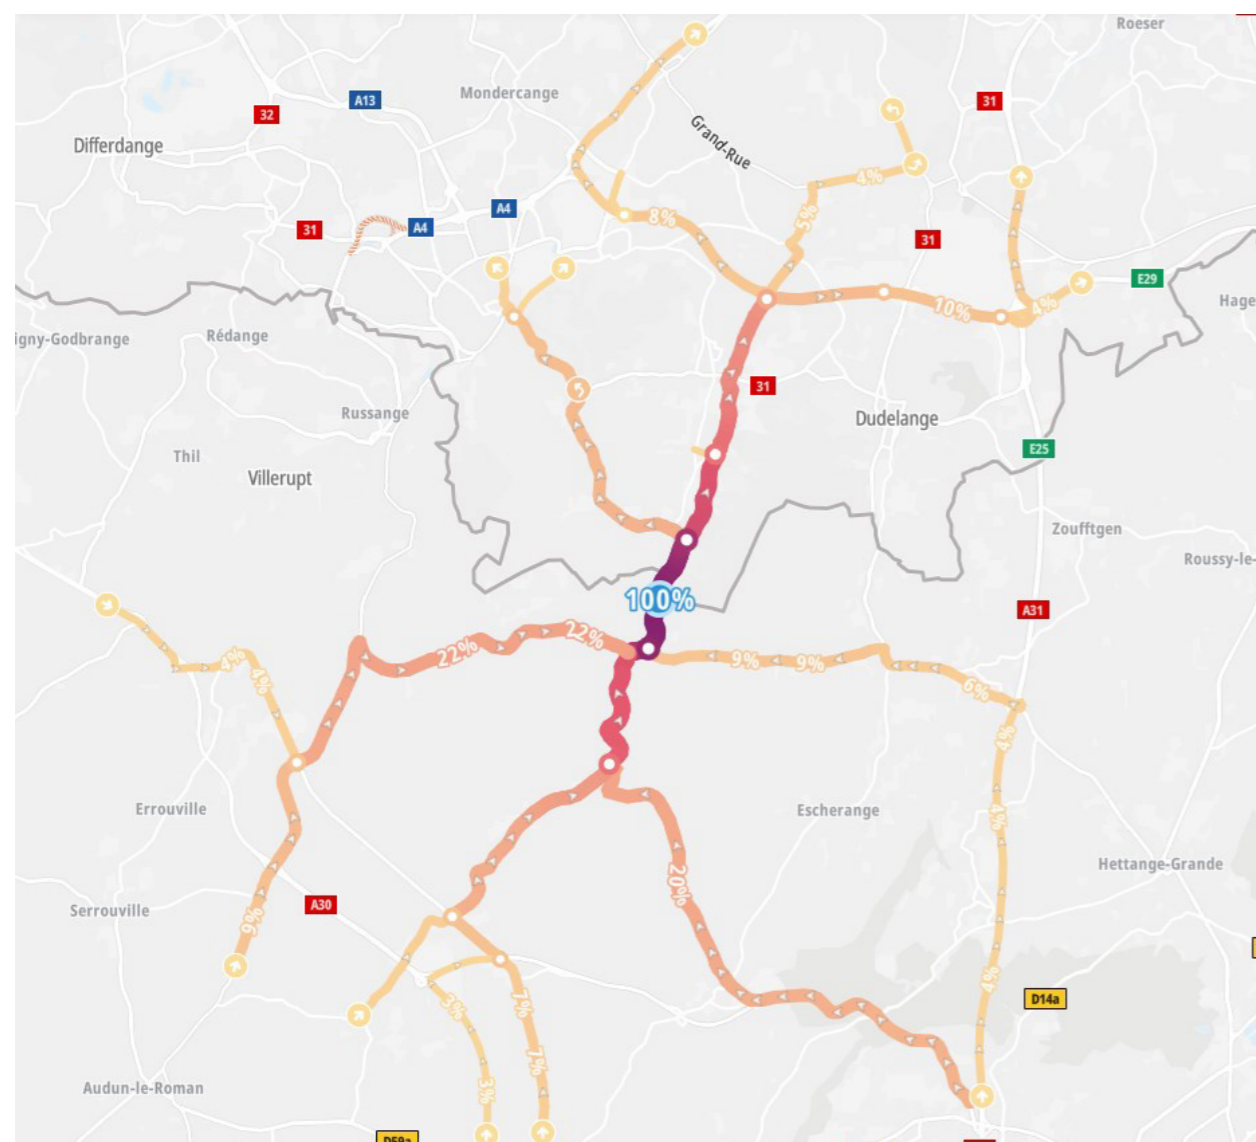 Roeser
Mondercange
A13
31
32
Grand-Rue
Differdange
4%
A4
8%
5%
31
A4
31
E29
4%
10%
Hage
igny-Godbrange
Rédange
31
Russange
Dudelange
E25
Thil
Villerupt
Zoufftgen
Roussy-le-
100%
A31
22%
22%
4%
9%
9%
4%
6%
4%
Errouville
Escherange
4%
Hettange-Grande
20%
Serrouville
A30
4%
7%
D14a
3%
7%
Audun-le-Roman
3%
D59a